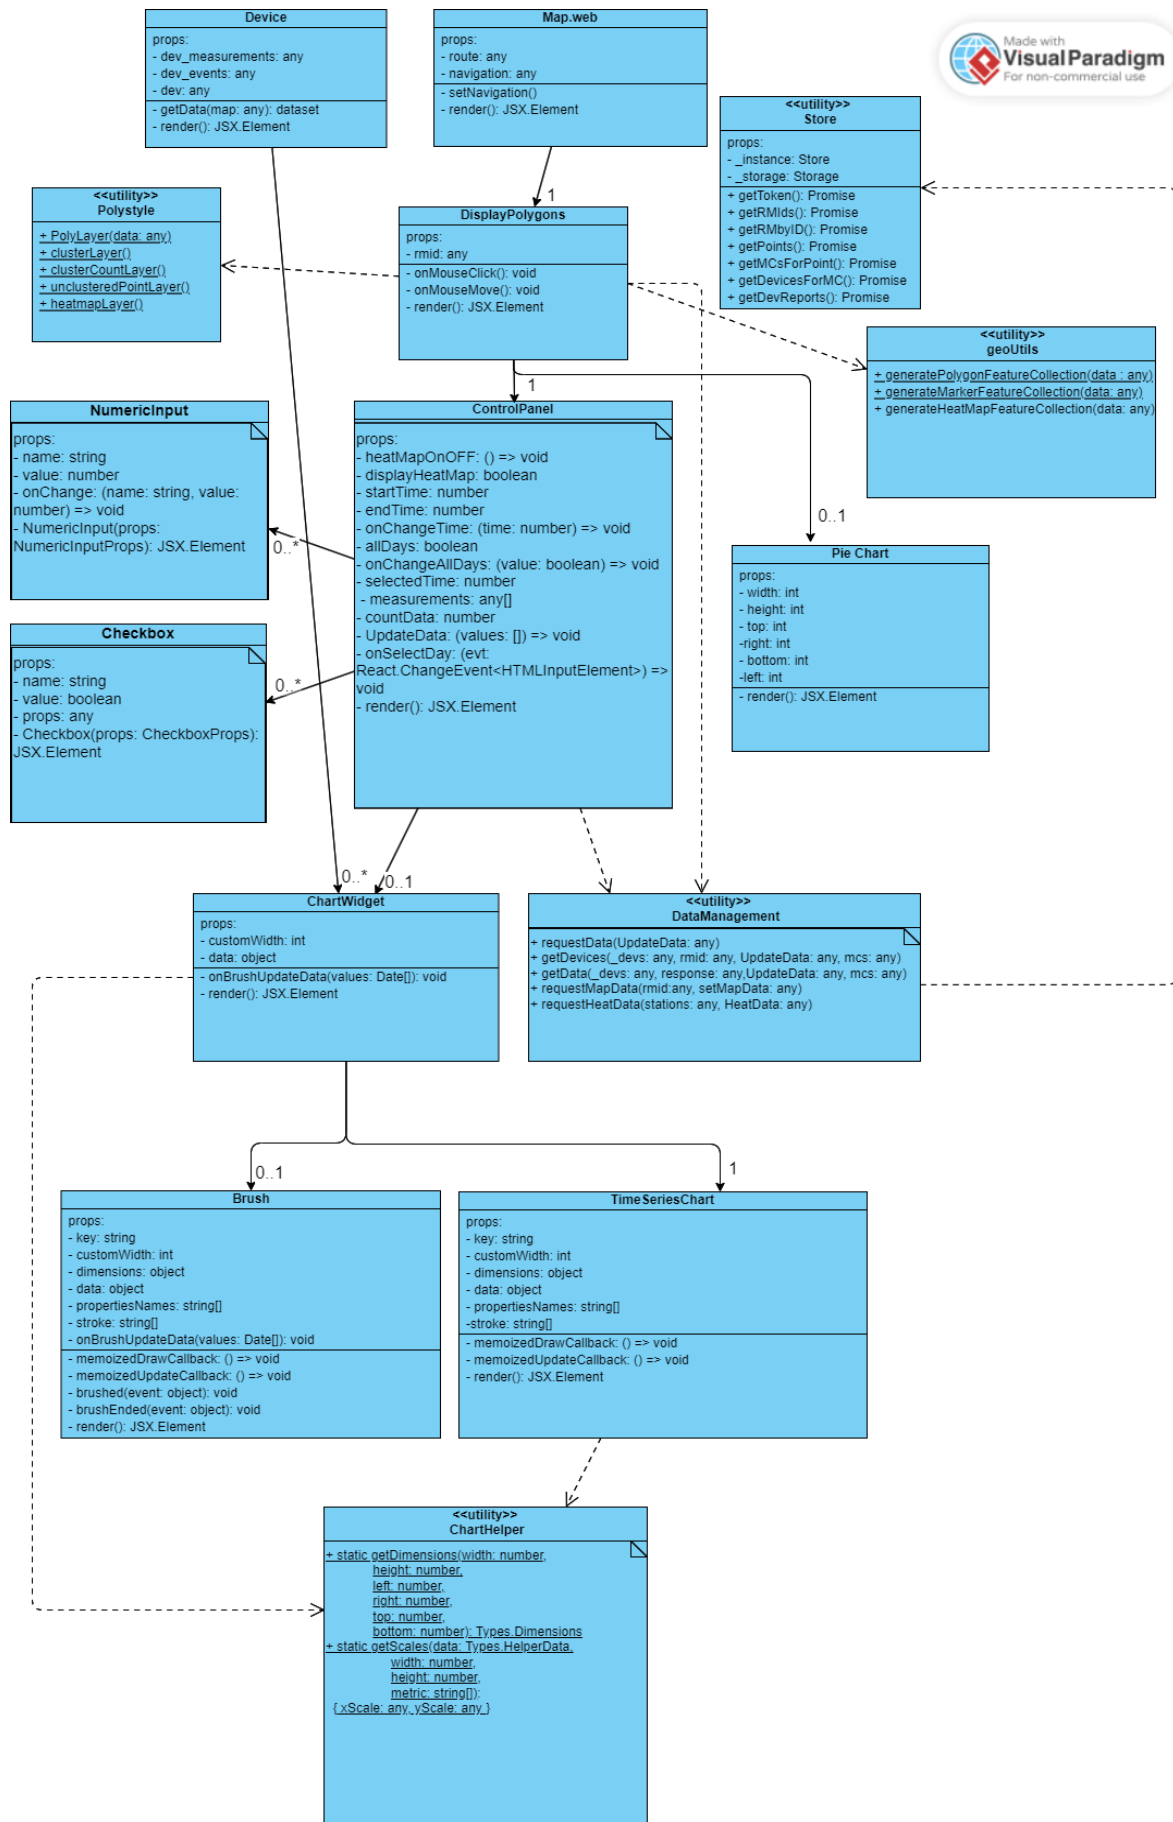 Device
props:
- dev_measurements: any
- dev_events: any
- dev: any
- getData(map: any): dataset
- render(): JSX.Element
Map.web
props:
- route: any
- navigation: any
- setNavigation()
- render(): JSX.Element
Made with
Visual Paradigm
For non-commercial use
<<utility>>
Store
props:
- _instance: Store
- _storage: Storage
+ getToken(): Promise
+ getRMIds(): Promise
+ getRMbyID(): Promise
+ getPoints(): Promise
+ getMCsForPoint(): Promise
+ getDevicesForMC(): Promise
+ getDevReports(): Promise
<<utility>>
Polystyle
+ PolyLayer(data: any)
+ clusterLayer()
+ clusterCountLayer()
+ unclusteredPointLayer()
+ heatmapLayer()
1
DisplayPolygons
props:
- rmid: any
- onMouseClick(): void
- onMouseMove(): void
- render(): JSX.Element
<<utility>>
geoUtils
+ generatePolygonFeatureCollection(data : any)
+ generateMarkerFeatureCollection(data: any)
+ generateHeatMapFeatureCollection(data: any)
1
NumericInput
props:
- name: string
- value: number
- onChange: (name: string, value:
number) => void
- NumericInput(props:
NumericInputProps): JSX.Element
0..*
ControlPanel
props:
- heatMapOnOFF: () => void
- displayHeatMap: boolean
- startTime: number
- endTime: number
- onChangeTime: (time: number) => void
- allDays: boolean
- onChangeAllDays: (value: boolean) => void
- selectedTime: number
- measurements: any[]
- countData: number
- UpdateData: (values: []) => void
- onSelectDay: (evt:
React.ChangeEvent<HTMLInputElement>) =>
void
- render(): JSX.Element
0..1
Pie Chart
props:
- width: int
- height: int
- top: int
-right: int
- bottom: int
-left: int
- render(): JSX.Element
Checkbox
props:
- name: string
- value: boolean
- props: any
- Checkbox(props: CheckboxProps):
JSX.Element
0..*
0..*
0..1
ChartWidget
props:
- customWidth: int
- data: object
- onBrushUpdateData(values: Date[]): void
- render(): JSX.Element
<<utility>>
DataManagement
+ requestData(UpdateData: any)
+ getDevices(_devs: any, rmid: any, UpdateData: any, mcs: any)
+ getData(_devs: any, response: any,UpdateData: any, mcs: any)
+ requestMapData(rmid:any, setMapData: any)
+ requestHeatData(stations: any, HeatData: any)
0..1
1
Brush
props:
- key: string
- customWidth: int
- dimensions: object
- data: object
- propertiesNames: string[]
- stroke: string[]
- onBrushUpdateData(values: Date[]): void
- memoizedDrawCallback: () => void
- memoizedUpdateCallback: () => void
- brushed(event: object): void
- brushEnded(event: object): void
- render(): JSX.Element
TimeSeriesChart
props:
- key: string
- customWidth: int
- dimensions: object
- data: object
- propertiesNames: string[]
-stroke: string[]
- memoizedDrawCallback: () => void
- memoizedUpdateCallback: () => void
- render(): JSX.Element
<<utility>>
ChartHelper
+ static getDimensions(width: number,
height: number,
left: number,
right: number,
top: number,
bottom: number): Types.Dimensions
+ static getScales(data: Types.HelperData,
width: number,
height: number,
metric: string[]):
{ xScale: any, yScale: any }